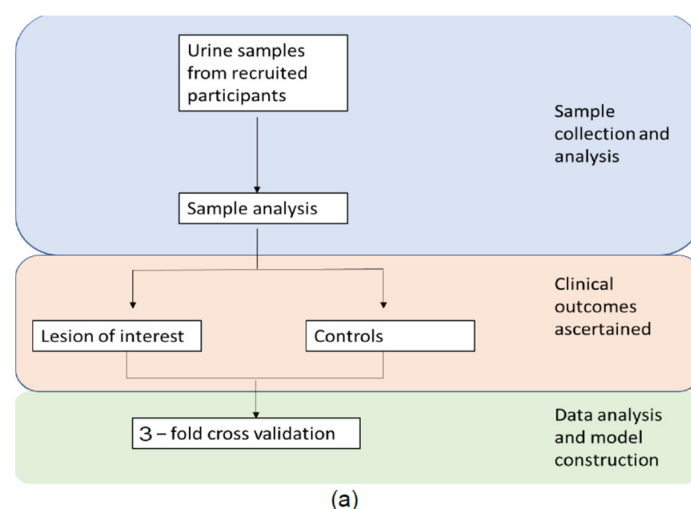 Urine samples
from recruited
participants
Sample
collection and
analysis
Sample analysis
Clinical
outcomes
ascertained
Lesion of interest
Controls
3 – fold cross validation
Data analysis
and model
construction
(a)